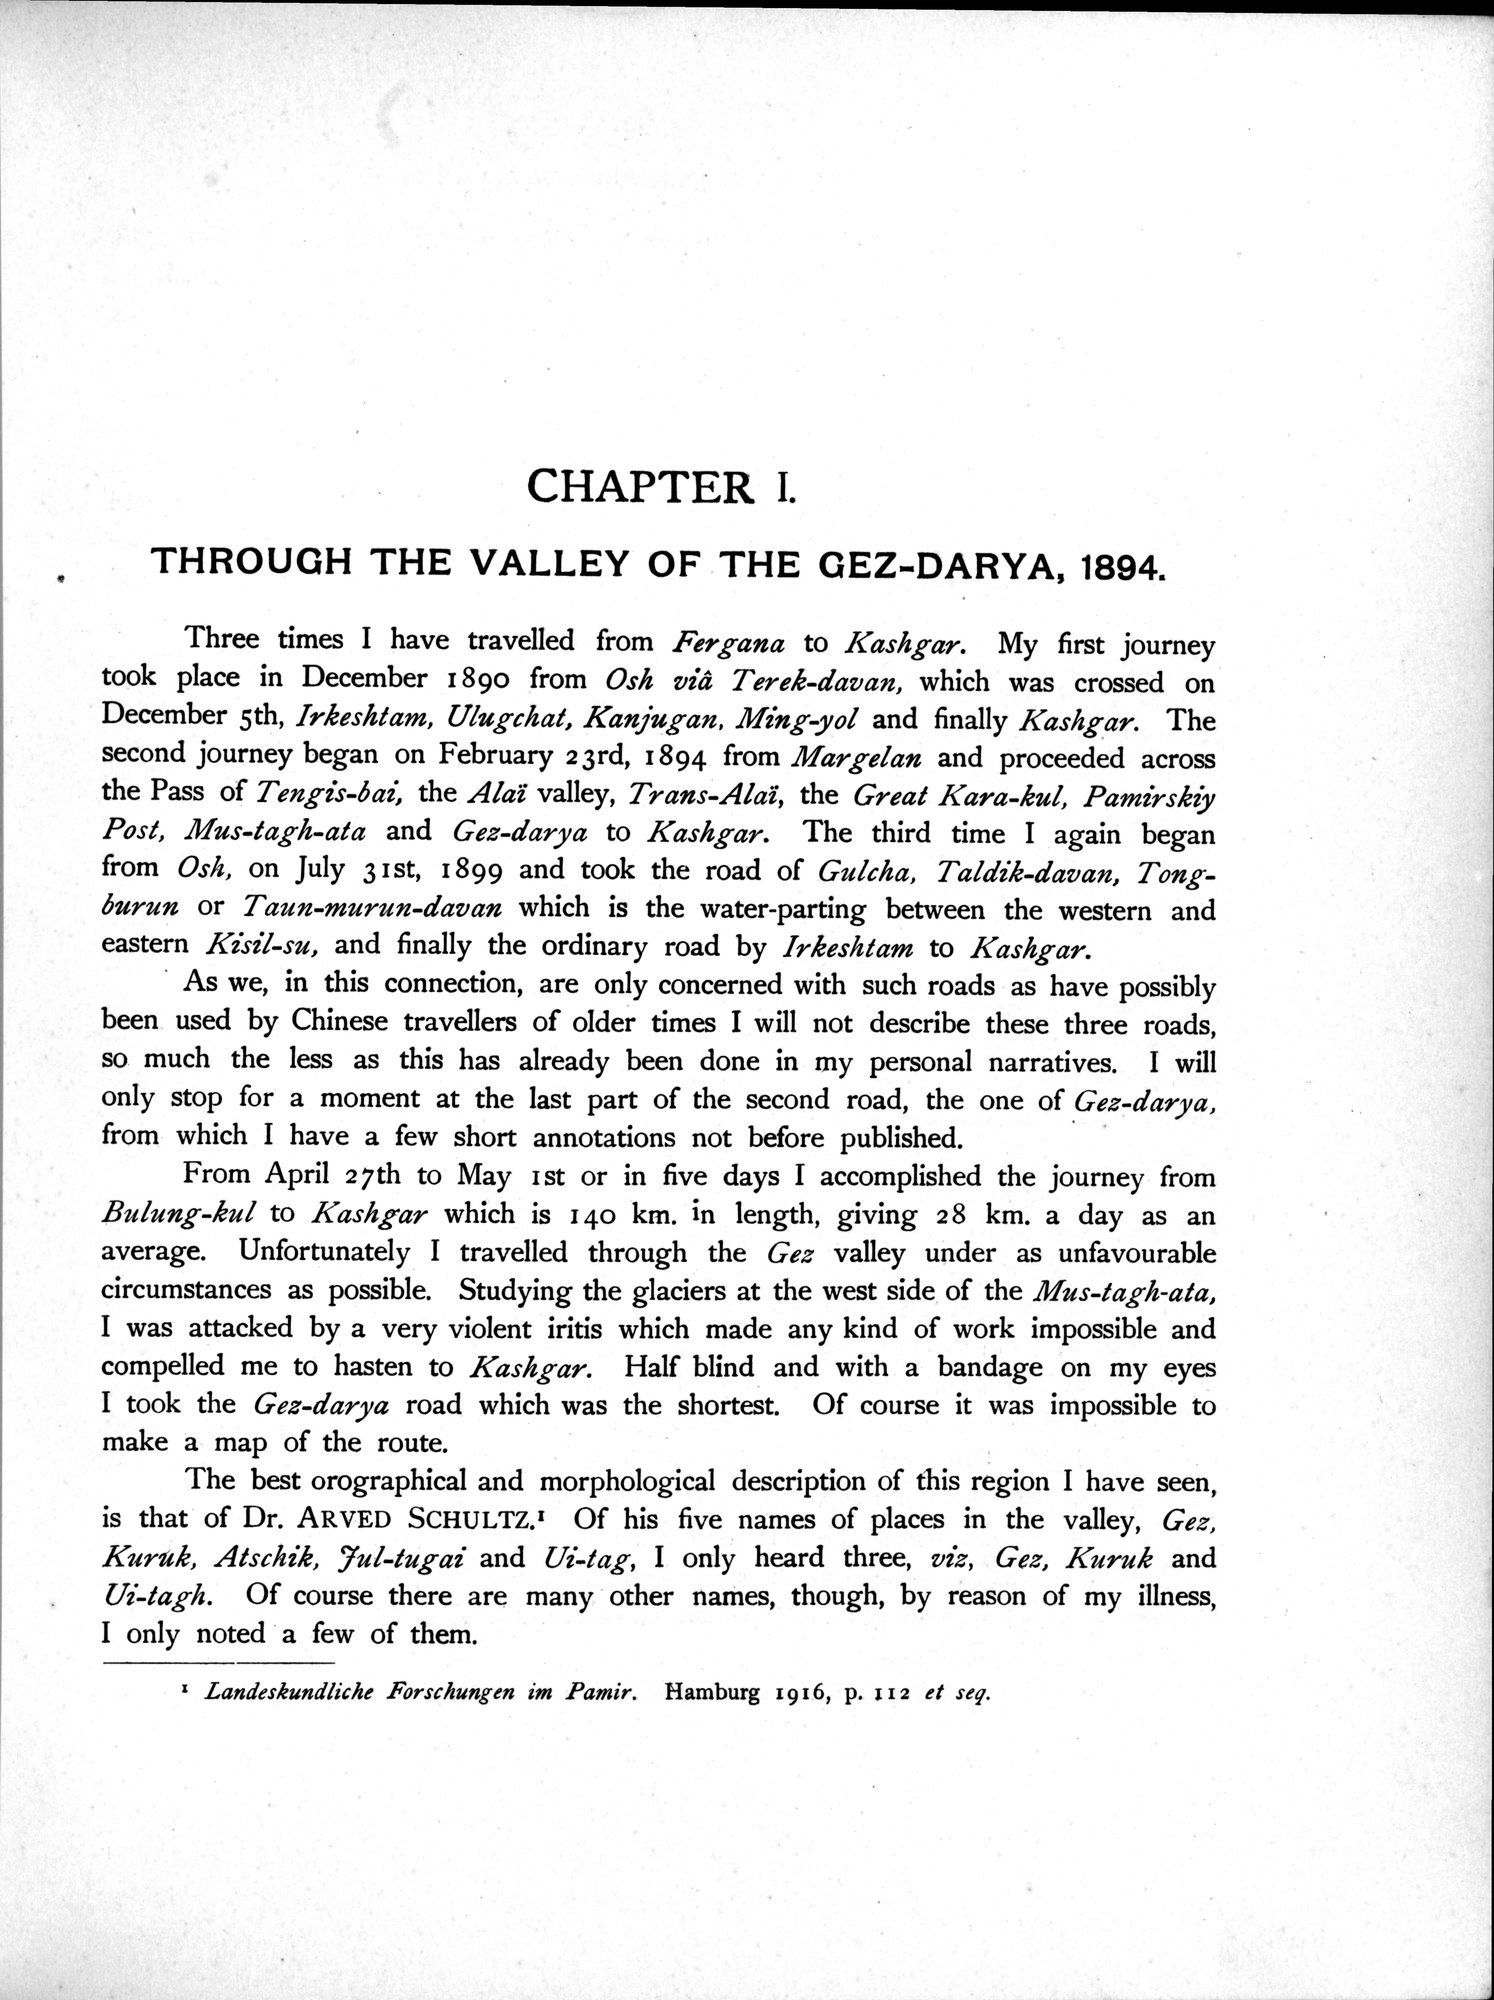 CHAPTER I.
THROUGH THE VALLEY OF THE GEZ-DARYA, 1894.
Three times I have travelled from Fergana to Kashgar. My first journey
took place in December 1890 from Osh viâ Terek-davan, which was crossed on
December 5th, Irkeshtam, Ulugchat, Kanjugan, Ming-yol and finally Kashgar. The
second journey began on February 23rd, 1894 from Margelan and proceeded across
the Pass of Tengis-bai, the Alaï valley, Trans-Alaï, the Great Kara-kul, Pamirskiy
Post, Mus-tagh-ata and Gez-darya to Kashgar. The third time I again began
from Osh, on July 31st, 1899 and took the road of Gulcha, Taldik-davan, Tong-
burun or Taun-murun-davan which is the water-parting between the western and
eastern Kisil-su, and finally the ordinary road by Irkeshtam to Kashgar.
As we, in this connection, are only concerned with such roads as have possibly
been used by Chinese travellers of older times I will not describe these three roads,
so much the less as this has already been done in my personal narratives. I will
only stop for a moment at the last part of the second road, the one of Gez-darya,
from which I have a few short annotations not before published.
From April 27th to May 1st or in five days I accomplished the journey from
Bulung-kul to Kashgar which is 140 km. in length, giving 28 km. a day as an
average. Unfortunately I travelled through the Gez valley under as unfavourable
circumstances as possible. Studying the glaciers at the west side of the Mus-tagh-ata,
I was attacked by a very violent iritis which made any kind of work impossible and
compelled me to hasten to Kashgar. Half blind and with a bandage on my eyes
I took the Gez-darya road which was the shortest. Of course it was impossible to
make a map of the route.
The best orographical and morphological description of this region I have seen,
is that of Dr. ARVED SCHULTZ.¹ Of his five names of places in the valley, Gez,
Kuruk, Atschik, Jul-tugai and Ui-tag, I only heard three, viz, Gez, Kuruk and
Ui-tagh. Of course there are many other names, though, by reason of my illness,
I only noted a few of them.
¹ Landeskundliche Forschungen im Pamir. Hamburg 1916, p. 112 et seq.